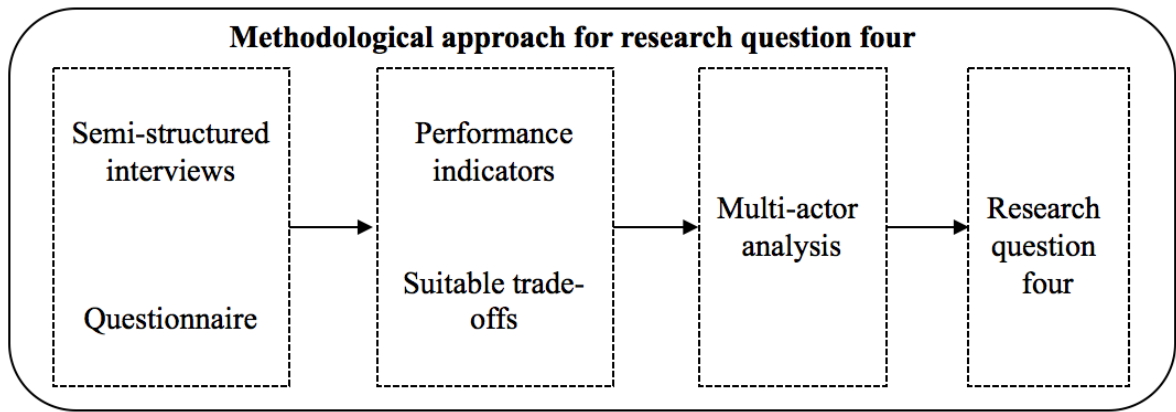 Methodological approach for research question four
Semi-structured
interviews
Questionnaire
Performance
indicators
Suitable trade-
offs
Multi-actor
analysis
Research
question
four